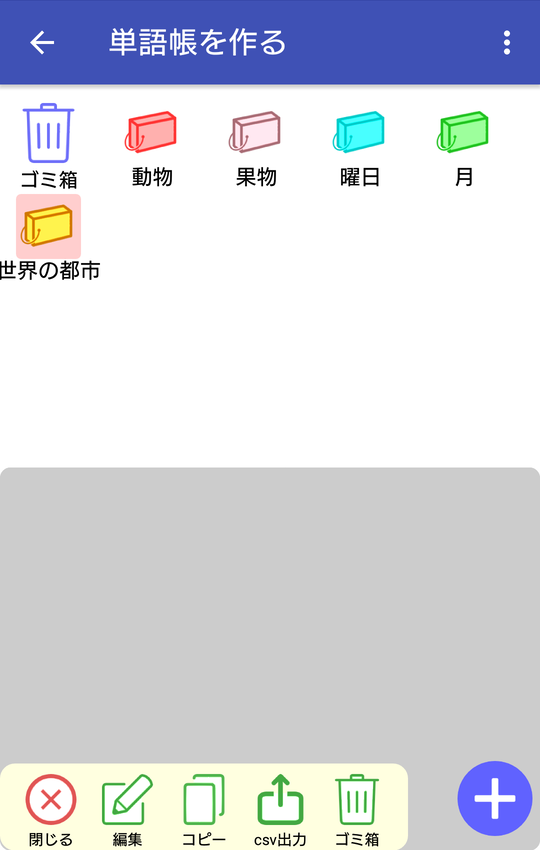 単語帳を作る
ゴミ箱
動物
果物
曜日
月
世界の都市
閉じる
編集
コピー
csv出力
ゴミ箱